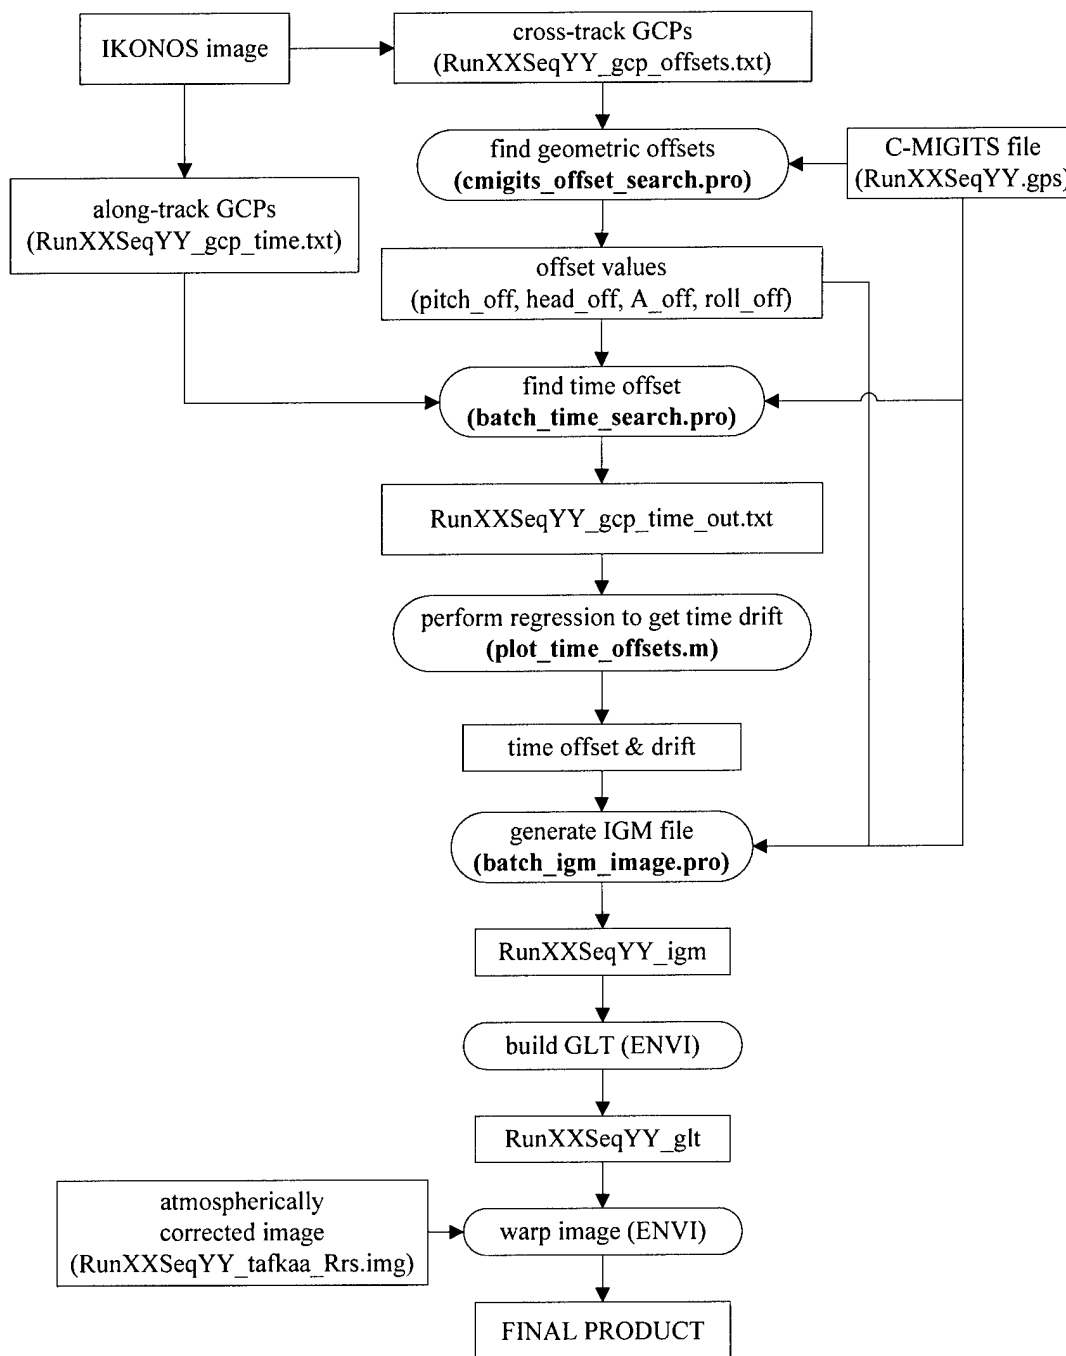 IKONOS image
cross-track GCPs
(RunXXSeqYY_gcp_offsets.txt)
find geometric offsets
(cmigits_offset_search.pro)
C-MIGITS file
(RunXXSeqYY.gps)
along-track GCPs
(RunXXSeqYY_gcp_time.txt)
offset values
(pitch_off, head_off, A_off, roll_off)
find time offset
(batch_time_search.pro)
RunXXSeqYY_gcp_time_out.txt
perform regression to get time drift
(plot_time_offsets.m)
time offset & drift
generate IGM file
(batch_igm_image.pro)
RunXXSeqYY_igm
build GLT (ENVI)
RunXXSeqYY_glt
atmospherically
corrected image
(RunXXSeqYY_tafkaa_Rrs.img)
warp image (ENVI)
FINAL PRODUCT